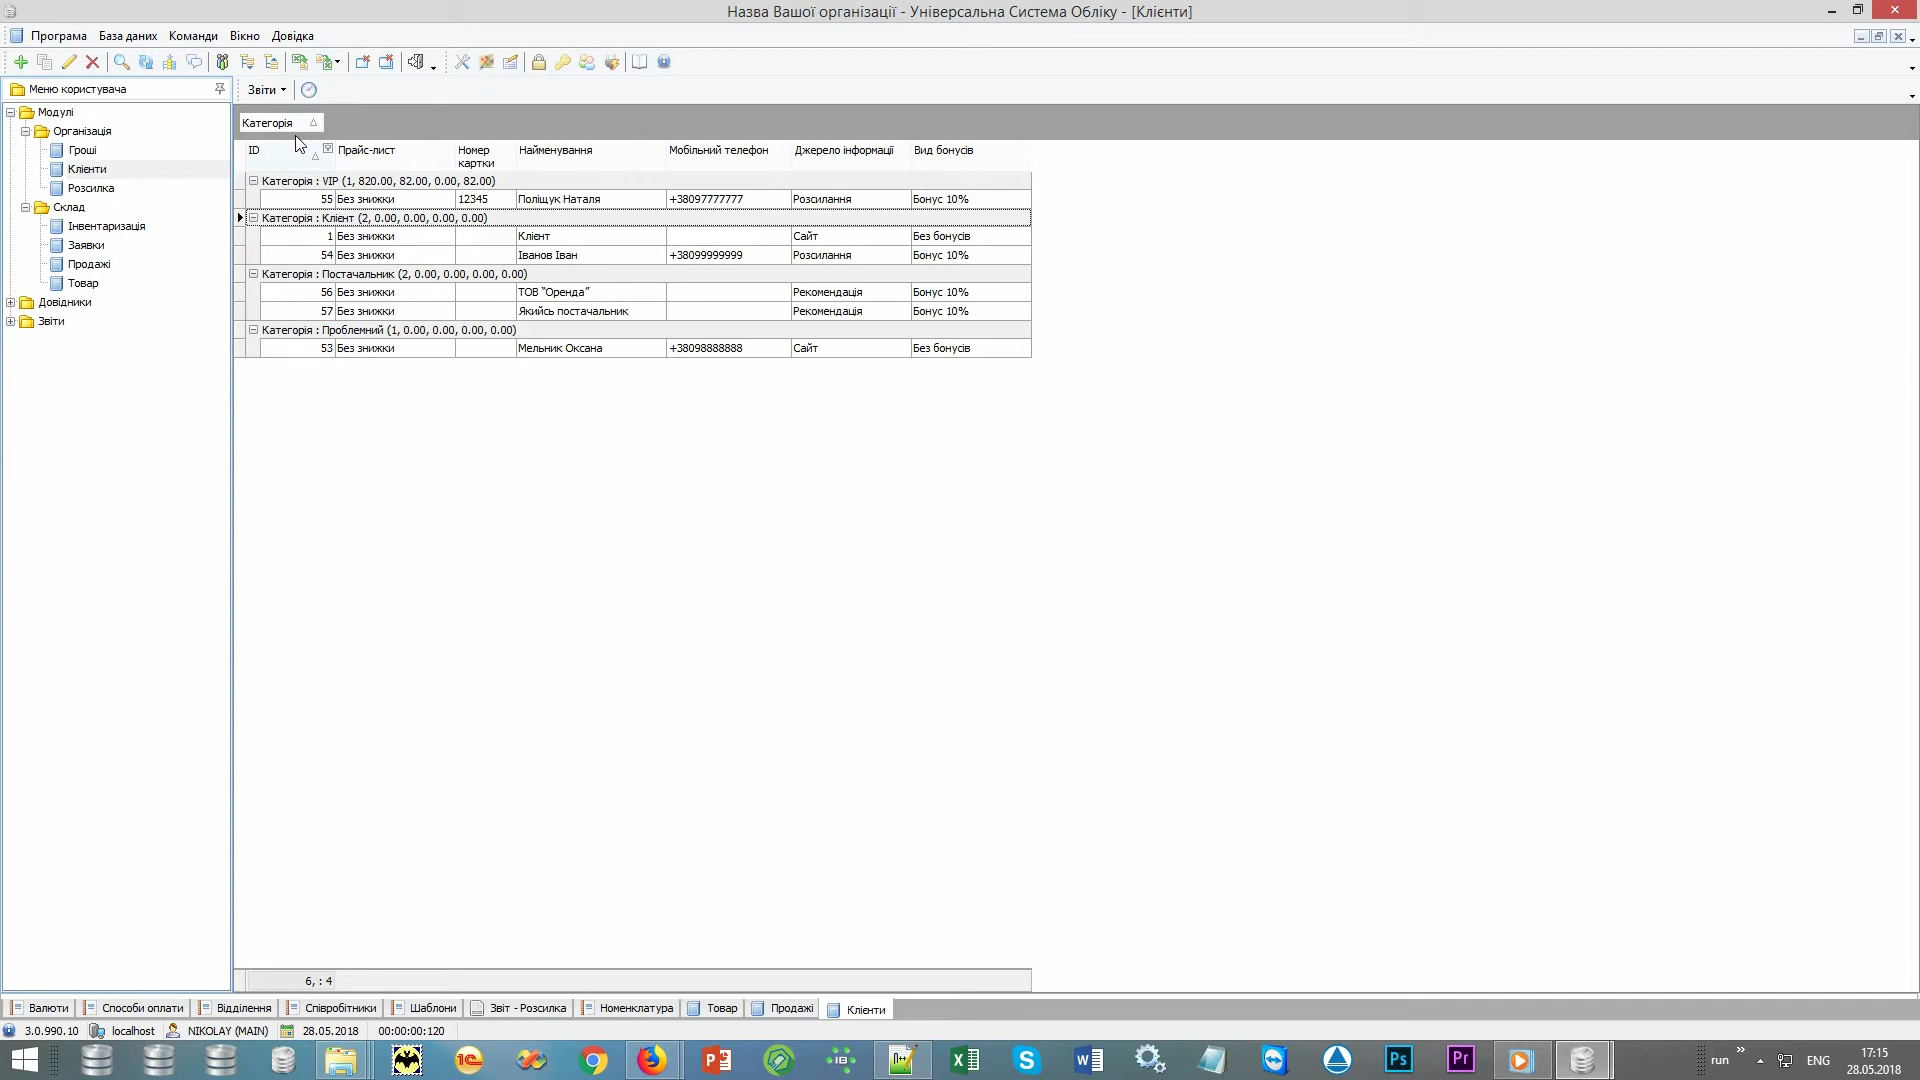 Назва Вашої організації - Універсальна Система Обліку - [Клієнти]
Програма База даних Команди Вікно Довідка
Меню користувача
Звіти
Модулі
Організація
Гроші
Клієнти
Розсилка
Склад
Інвентаризація
Заявки
Продажі
Товар
Довідники
Звіти
Категорія
ID Прайс-лист Номер картки Найменування Мобільний телефон Джерело інформації Вид бонусів
Категорія : VIP (1, 820.00, 82.00, 0.00, 82.00)
55 Без знижки 12345 Поліщук Наталя +38097777777 Розсилання Бонус 10%
Категорія : Клієнт (2, 0.00, 0.00, 0.00, 0.00)
1 Без знижки Клієнт Сайт Без бонусів
54 Без знижки Іванов Іван +38099999999 Розсилання Бонус 10%
Категорія : Постачальник (2, 0.00, 0.00, 0.00, 0.00)
56 Без знижки ТОВ "Оренда" Рекомендація Бонус 10%
57 Без знижки Якийсь постачальник Рекомендація Бонус 10%
Категорія : Проблемний (1, 0.00, 0.00, 0.00, 0.00)
53 Без знижки Мельник Оксана +38098888888 Сайт Без бонусів
6, : 4
Валюти Способи оплати Відділення Співробітники Шаблони Звіт - Розсилка Номенклатура Товар Продажі Клієнти
3.0.990.10 localhost NIKOLAY (MAIN) 28.05.2018 00:00:00:120
run ENG 17:15
28.05.2018